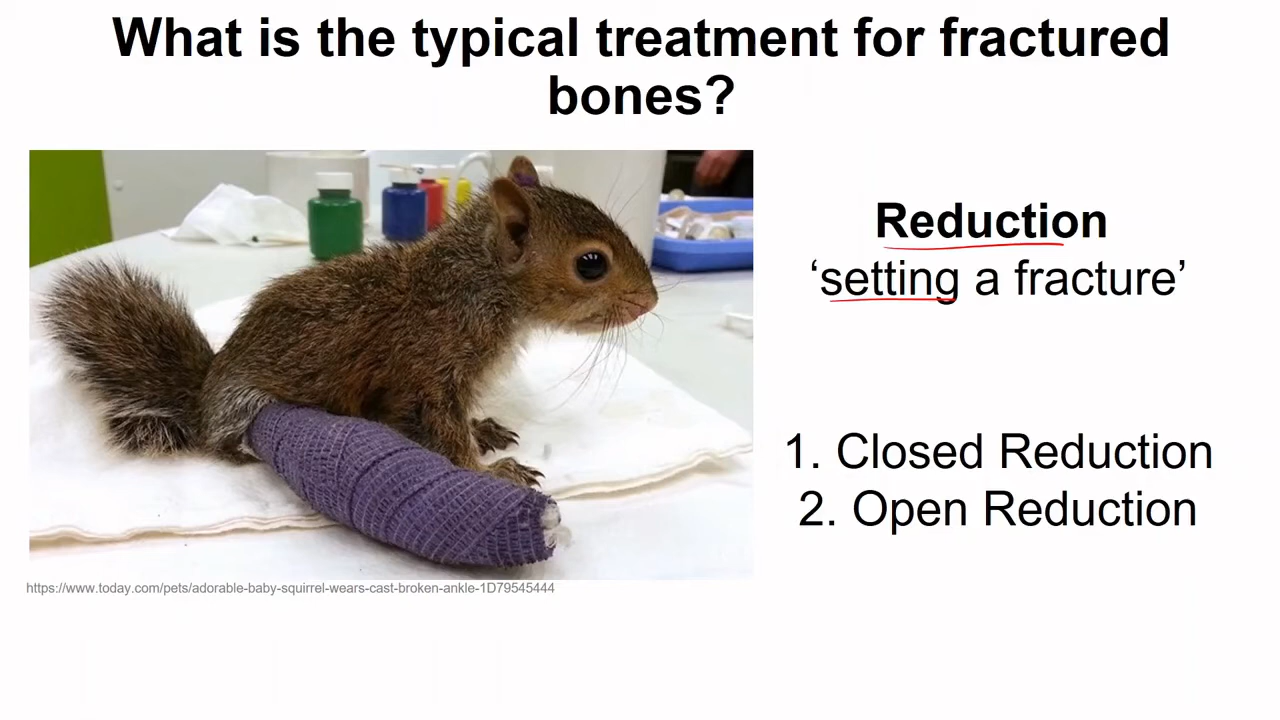 What is the typical treatment for fractured
bones?
Reduction
‘setting a fracture’
1. Closed Reduction
2. Open Reduction
https://www.today.com/pets/adorable-baby-squirrel-wears-cast-broken-ankle-1D79545444